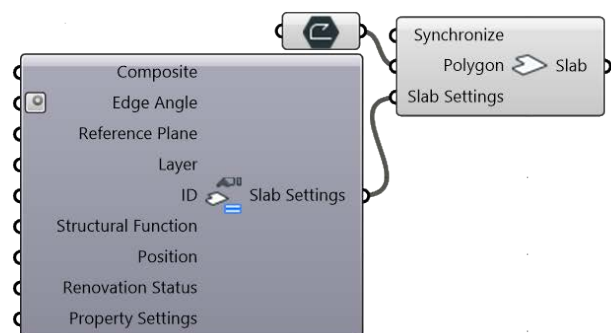 Synchronize
Polygon Slab
Slab Settings
Composite
Edge Angle
Reference Plane
Layer
ID Slab Settings
Structural Function
Position
Renovation Status
Property Settings